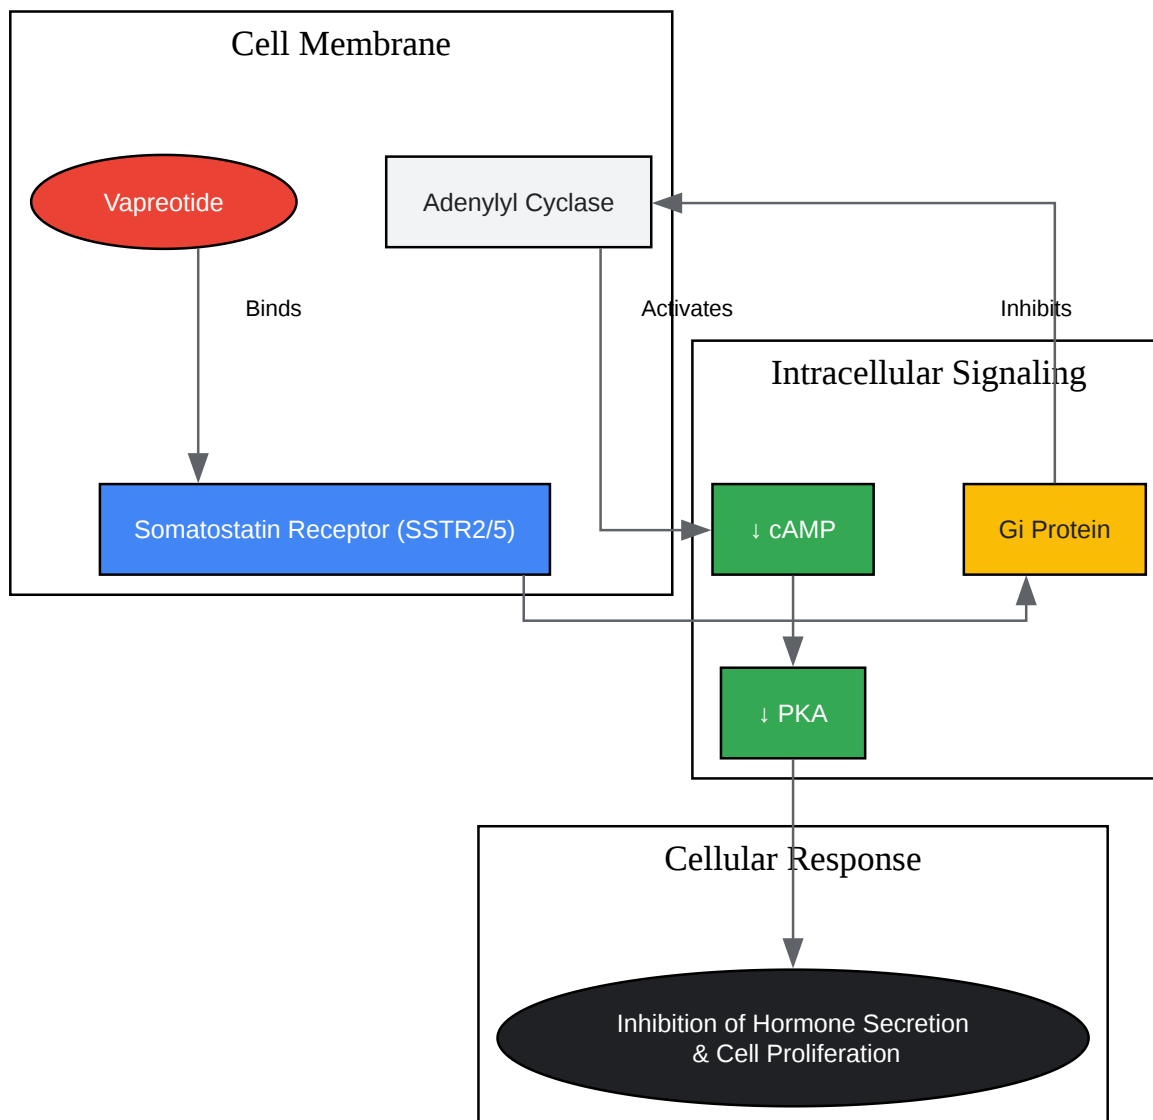 Cell Membrane
Vapreotide
Adenylyl Cyclase
Binds
Activates
Inhibits
Intracellular Signaling
Somatostatin Receptor (SSTR2/5)
↓ cAMP
Gi Protein
↓ PKA
Cellular Response
Inhibition of Hormone Secretion
& Cell Proliferation